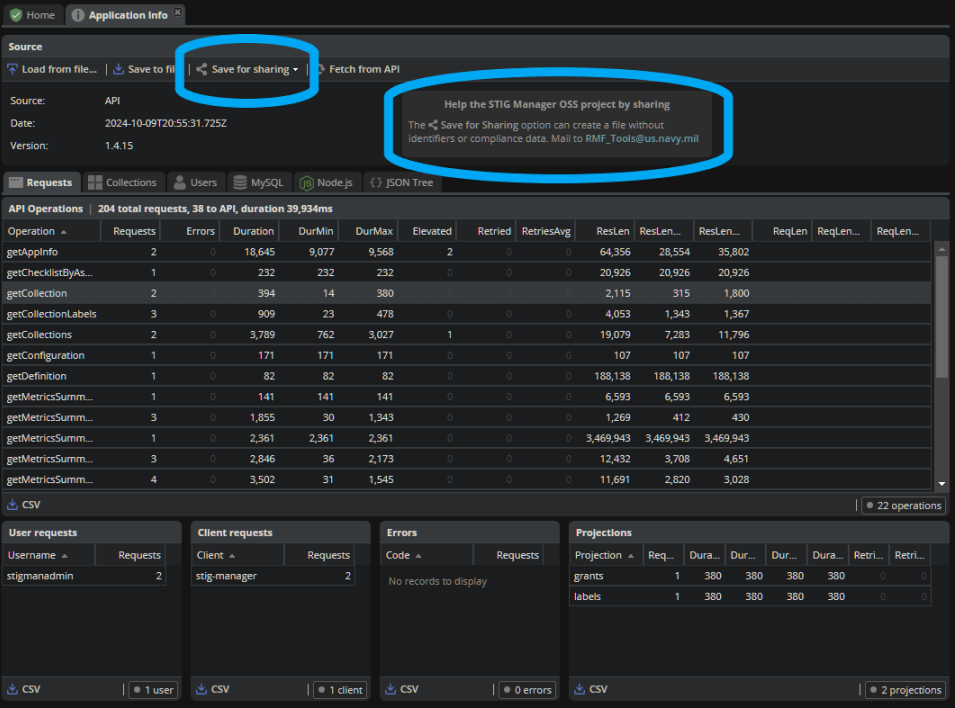 Home Application Info
Source
Load from file... Save to fil Save for sharing Fetch from API
Help the STIG Manager OSS project by sharing
The Save for Sharing option can create a file without
identifiers or compliance data. Mail to RMF_Tools@us.navy.mil
Source: API
Date: 2024-10-09T20:55:31.725Z
Version: 1.4.15
Requests Collections Users MySQL Node.js JSON Tree
API Operations | 204 total requests, 38 to API, duration 39,934ms
Operation Requests Errors Duration DurMin DurMax Elevated Retried RetriesAvg ResLen ResLen... ResLen... ReqLen ReqLen... ReqLen...
getAppInfo 2 0 18,645 9,077 9,568 2 0 0 64,356 28,554 35,802
getChecklistByAs... 1 0 232 232 232 0 0 0 20,926 20,926 20,926
getCollection 2 0 394 14 380 0 0 0 2,115 315 1,800
getCollectionLabels 3 0 909 23 478 0 0 0 4,053 1,343 1,367
getCollections 2 0 3,789 762 3,027 1 0 0 19,079 7,283 11,796
getConfiguration 1 0 171 171 171 0 0 0 107 107 107
getDefinition 1 0 82 82 82 0 0 0 188,138 188,138 188,138
getMetricsSumm... 1 0 141 141 141 0 0 0 6,593 6,593 6,593
getMetricsSumm... 3 0 1,855 30 1,343 0 0 0 1,269 412 430
getMetricsSumm... 1 0 2,361 2,361 2,361 0 0 0 3,469,943 3,469,943 3,469,943
getMetricsSumm... 3 0 2,846 36 2,173 0 0 0 12,432 3,708 4,651
getMetricsSumm... 4 0 3,502 31 1,545 0 0 0 11,691 2,820 3,028
CSV 22 operations
User requests
Username Requests
stigmanadmin 2
CSV 1 user
Client requests
Client Requests
stig-manager 2
CSV 1 client
Errors
Code Requests
No records to display
CSV 0 errors
Projections
Projection Req... Dura... Dur... Dur... Dura... Retri... Retri...
grants 1 380 380 380 380 0 0
labels 1 380 380 380 380 0 0
CSV 2 projections